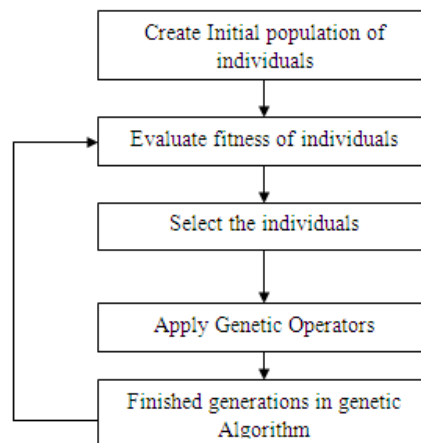 Create Initial population of
individuals
Evaluate fitness of individuals
Select the individuals
Apply Genetic Operators
Finished generations in genetic
Algorithm